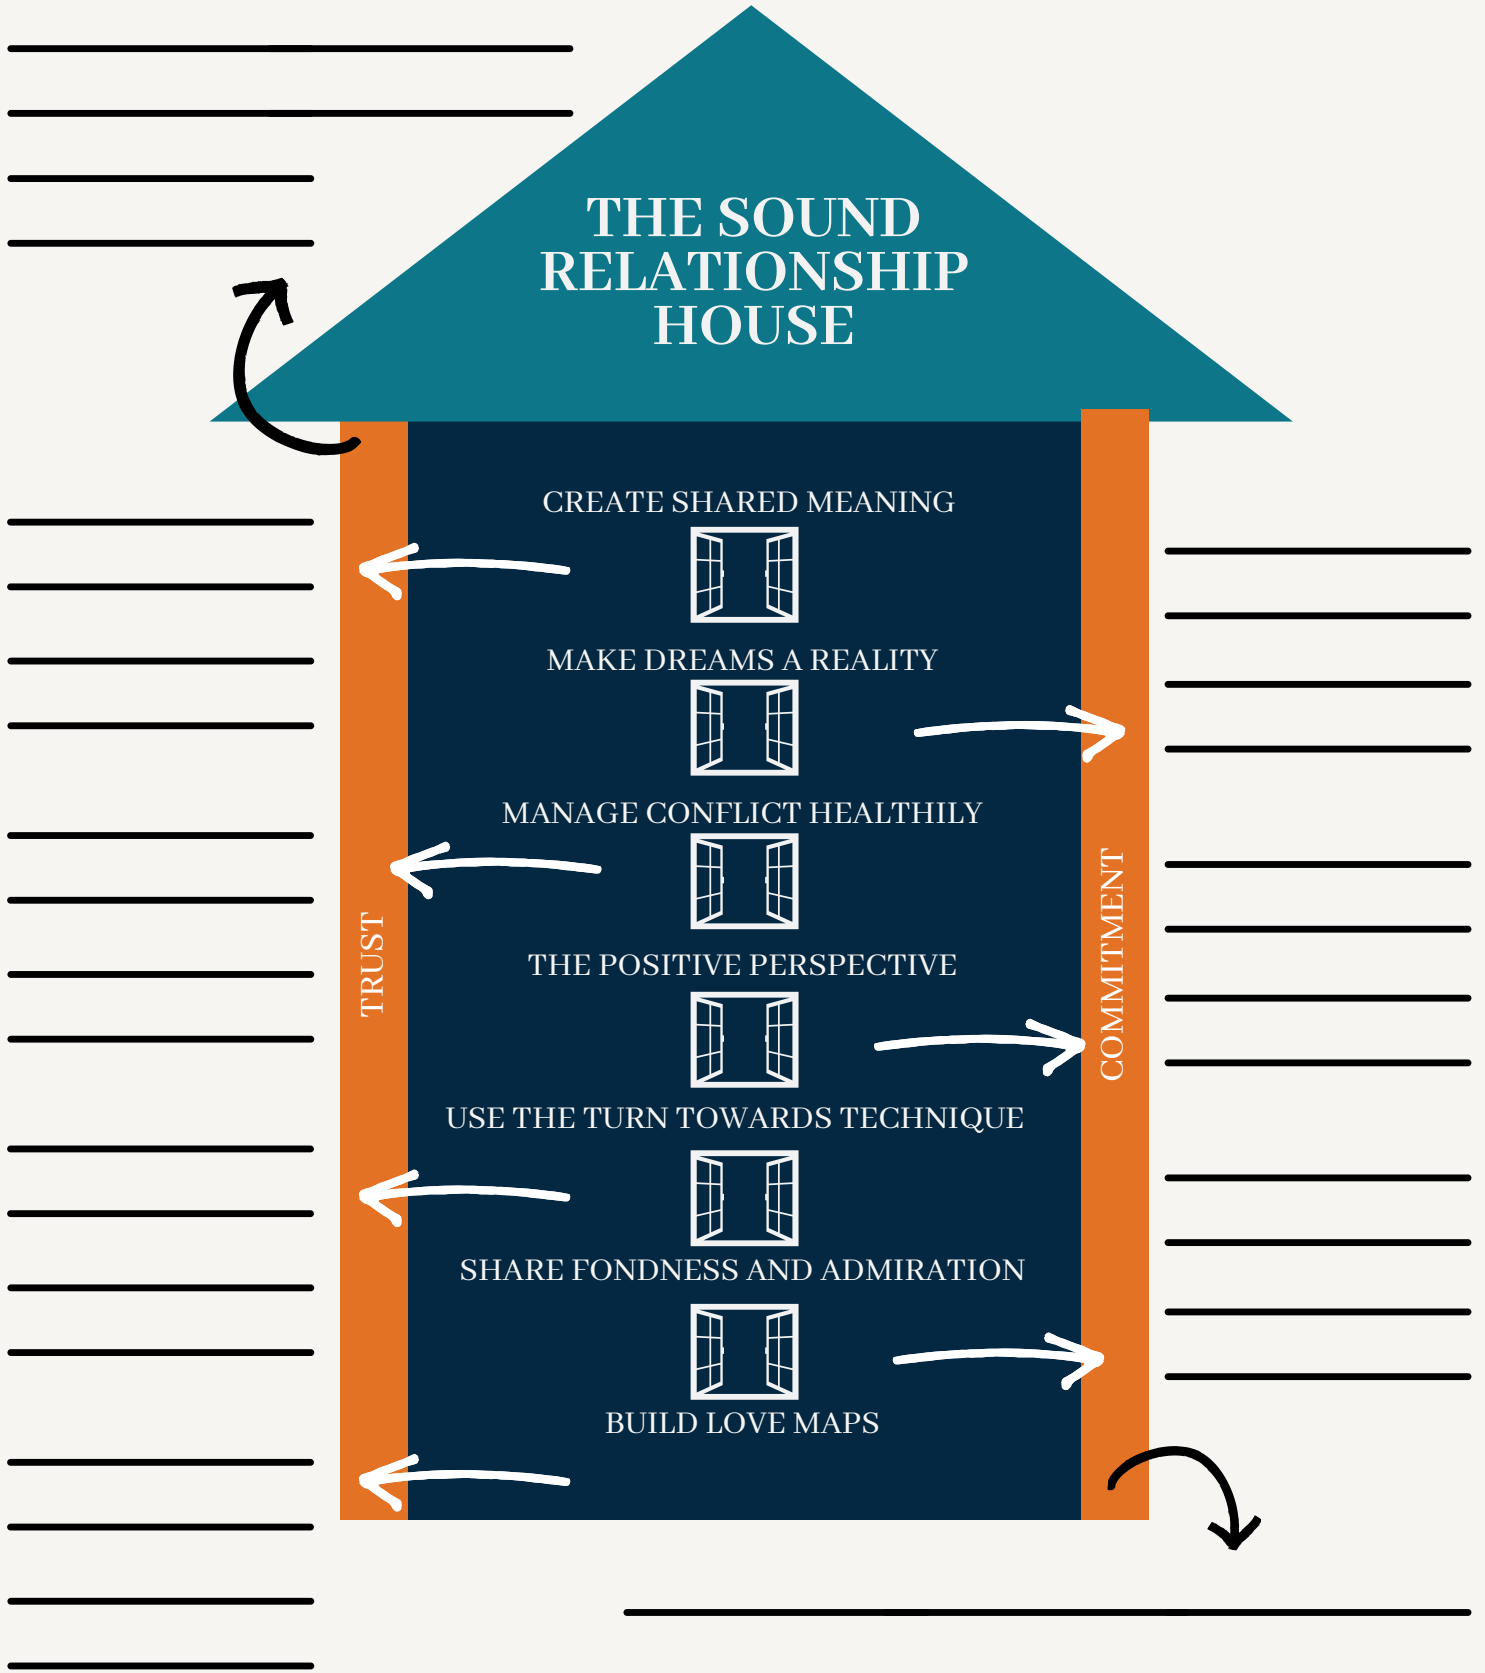 THE SOUND
RELATIONSHIP
HOUSE
CREATE SHARED MEANING
MAKE DREAMS A REALITY
MANAGE CONFLICT HEALTHILY
THE POSITIVE PERSPECTIVE
USE THE TURN TOWARDS TECHNIQUE
SHARE FONDNESS AND ADMIRATION
BUILD LOVE MAPS
TRUST
COMMITMENT